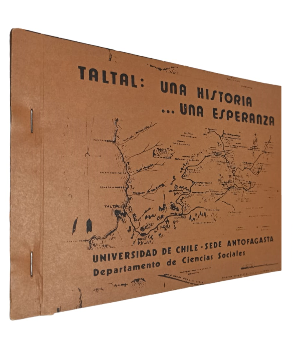 TALTAL: UNA HISTORIA
... UNA ESPERANZA
UNIVERSIDAD DE CHILE - SEDE ANTOFAGASTA
Departamento de Ciencias Sociales